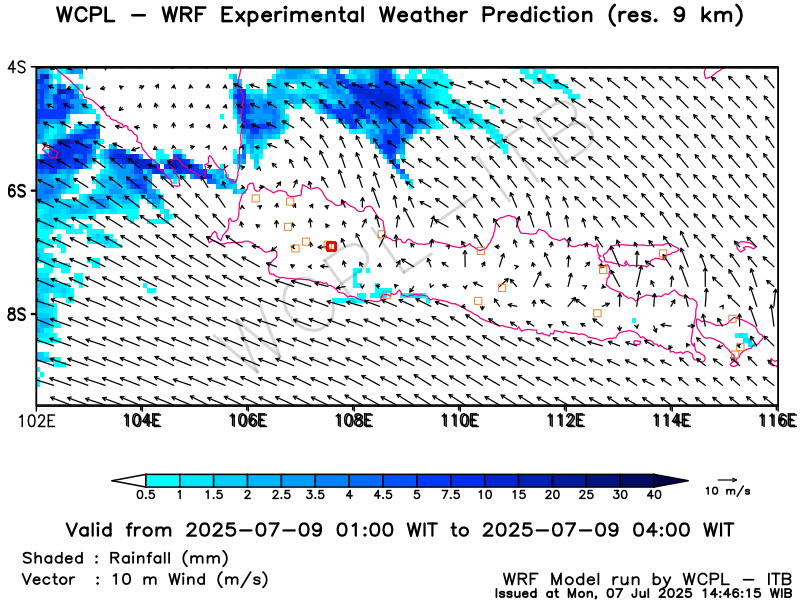 WCPL – WRF Experimental Weather Prediction (res. 9 km)
4S
6S
8S
WCPL-ITB
102E 104E 106E 108E 110E 112E 114E 116E
0.5 1 1.5 2 2.5 3.5 4 4.5 5 7.5 10 15 20 25 30 40
10 m/s
Valid from 2025-07-09 01:00 WIT to 2025-07-09 04:00 WIT
Shaded : Rainfall (mm)
Vector : 10 m Wind (m/s)
WRF Model run by WCPL – ITB
Issued at Mon, 07 Jul 2025 14:46:15 WIB